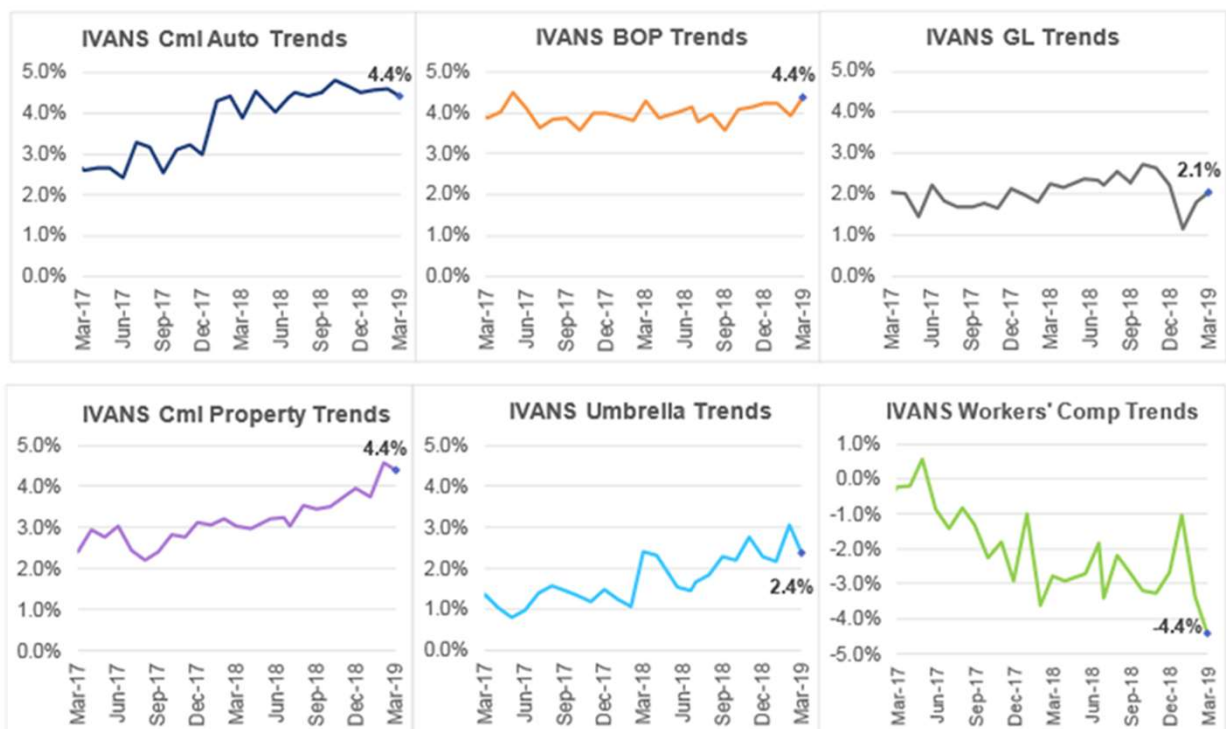 IVANS Cml Auto Trends
5.0%
4.0%
3.0%
2.0%
1.0%
0.0%
4.4%
Mar-17
Jun-17
Sep-17
Dec-17
Mar-18
Jun-18
Sep-18
Dec-18
Mar-19
IVANS BOP Trends
5.0%
4.0%
3.0%
2.0%
1.0%
0.0%
4.4%
Mar-17
Jun-17
Sep-17
Dec-17
Mar-18
Jun-18
Sep-18
Dec-18
Mar-19
IVANS GL Trends
5.0%
4.0%
3.0%
2.0%
1.0%
0.0%
2.1%
Mar-17
Jun-17
Sep-17
Dec-17
Mar-18
Jun-18
Sep-18
Dec-18
Mar-19
IVANS Cml Property Trends
5.0%
4.0%
3.0%
2.0%
1.0%
0.0%
4.4%
Mar-17
Jun-17
Sep-17
Dec-17
Mar-18
Jun-18
Sep-18
Dec-18
Mar-19
IVANS Umbrella Trends
5.0%
4.0%
3.0%
2.0%
1.0%
0.0%
2.4%
Mar-17
Jun-17
Sep-17
Dec-17
Mar-18
Jun-18
Sep-18
Dec-18
Mar-19
IVANS Workers' Comp Trends
1.0%
0.0%
-1.0%
-2.0%
-3.0%
-4.0%
-5.0%
-4.4%
Mar-17
Jun-17
Sep-17
Dec-17
Mar-18
Jun-18
Sep-18
Dec-18
Mar-19